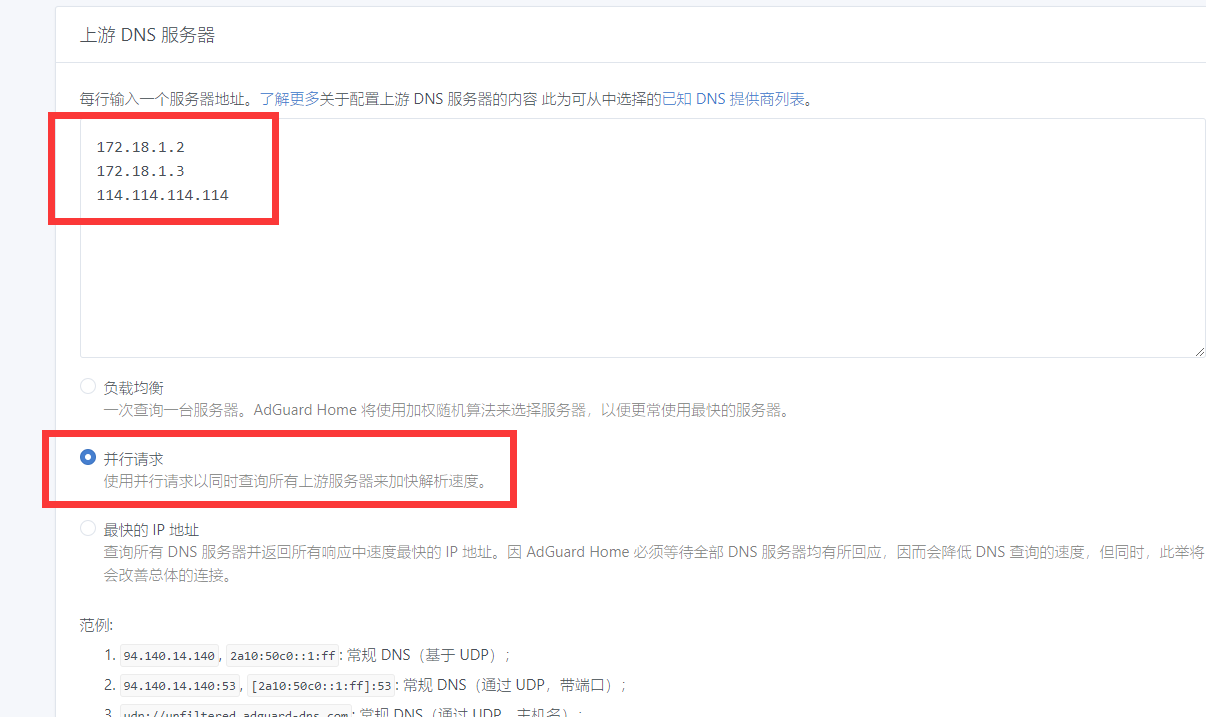 上游 DNS 服务器
每行输入一个服务器地址。了解更多关于配置上游 DNS 服务器的内容 此为可从中选择的已知 DNS 提供商列表。
172.18.1.2
172.18.1.3
114.114.114.114
负载均衡
一次查询一台服务器。AdGuard Home 将使用加权随机算法来选择服务器，以便更常使用最快的服务器。
并行请求
使用并行请求以同时查询所有上游服务器来加快解析速度。
最快的 IP 地址
查询所有 DNS 服务器并返回所有响应中速度最快的 IP 地址。因 AdGuard Home 必须等待全部 DNS 服务器均有所回应，因而会降低 DNS 查询的速度，但同时，此举将
会改善总体的连接。
范例:
1. 94.140.14.140, 2a10:50c0::1:ff: 常规 DNS（基于 UDP）;
2. 94.140.14.140:53, [2a10:50c0::1:ff]:53: 常规 DNS（通过 UDP，带端口）;
3. udp://unfiltered.adguard-dns.com: 常规 DNS（通过 UDP，主机名）;